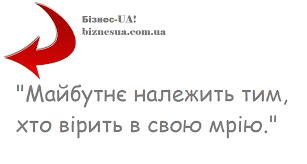 Бізнес-UA!
biznesua.com.ua
"Майбутнє належить тим,
хто вірить в свою мрію."